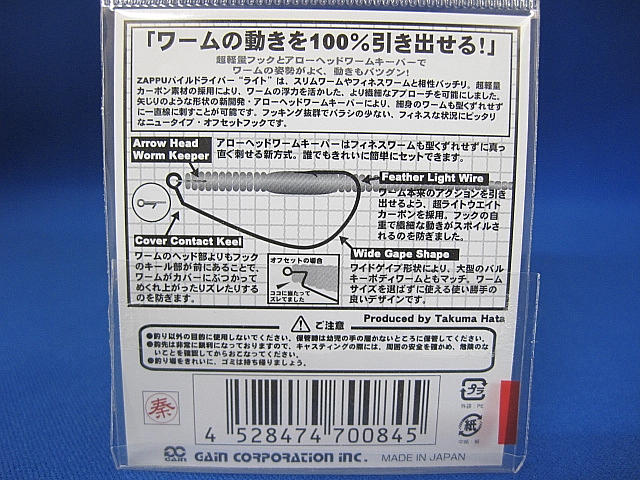 「ワームの動きを100%引き出せる!」
超軽量フックとアローヘッドワームキーパーで
ワームの姿勢がよく、動きもバツグン!
ZAPPUパイルドライバー“ライト”は、スリムワームやフィネスワームと相性バッチリ。超軽量
カーボン素材の採用により、ワームの浮力を活かした、より繊細なアプローチを可能にしました。
矢じりのような形状の新開発・アローヘッドワームキーパーにより、細身のワームも型くずれせず
に一直線に刺すことが可能です。フッキング抜群でバラシの少ない、フィネスな状況にピッタリ
なニュータイプ・オフセットフックです。
Arrow Head
Worm Keeper
アローヘッドワームキーパーはフィネスワームも型くずれせずに真っ
直ぐ刺せる新方式。誰でもきれいに簡単にセットできます。
Feather Light Wire
ワーム本来のアクションを引き
出せるよう、超ライトウエイト
カーボンを採用。フックの自
重で繊細な動きがスポイルさ
れるのを防ぎました。
Cover Contact Keel
ワームのヘッド部よりもフック
のキール部が前にあることで、
ワームがカバーにぶつかって
めくれ上がったりズレたりする
のを防ぎます。
オフセットの場合
ココに当たって
ズレてました
Wide Gape Shape
ワイドゲイプ形状により、大型のバル
キーボディワームともマッチ。ワーム
サイズを選ばずに使える使い勝手の
良いデザインです。
Produced by Takuma Hata
ご注意
●釣り以外の目的に使用しないでください。保管時は幼児の手の届かないところに保管してください。
●鈎先は非常に鋭利になっておりますので、キャスティングの際には、周囲の安全を確かめ、危険のな
いことを確認してからおこなってください。
●釣り場をきれいに、ゴミは持ち帰りましょう。
秦
4 528474 700845
プラ
外袋:PE
紙
中紙:紙
GAIN GAIN CORPORATION INC. MADE IN JAPAN